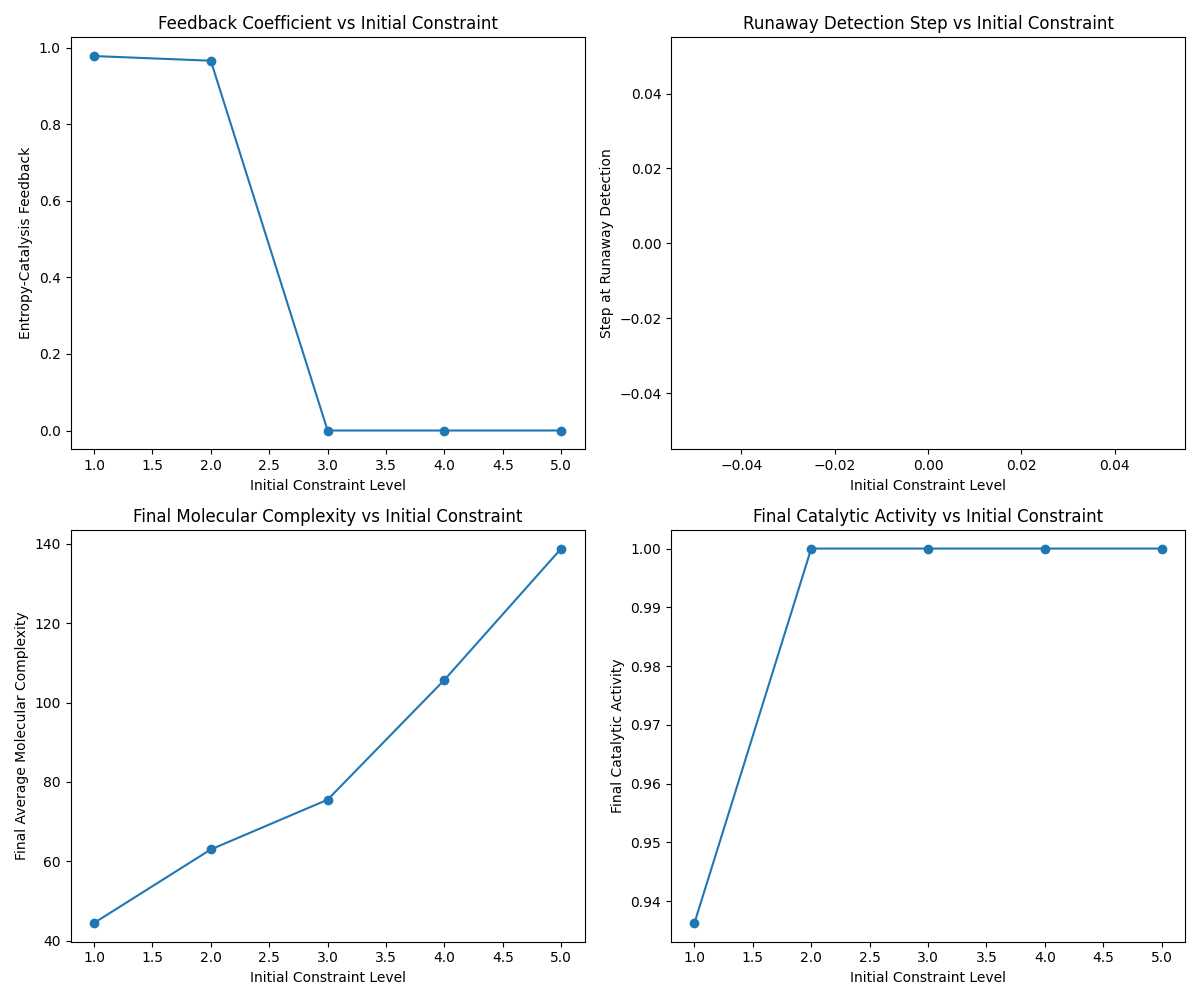 Feedback Coefficient vs Initial Constraint
1.0
0.8
0.6
0.4
0.2
0.0
Entropy-Catalysis Feedback
1.0 1.5 2.0 2.5 3.0 3.5 4.0 4.5 5.0
Initial Constraint Level
Runaway Detection Step vs Initial Constraint
0.04
0.02
0.00
−0.02
−0.04
Step at Runaway Detection
−0.04 −0.02 0.00 0.02 0.04
Initial Constraint Level
Final Molecular Complexity vs Initial Constraint
140
120
100
80
60
40
Final Average Molecular Complexity
1.0 1.5 2.0 2.5 3.0 3.5 4.0 4.5 5.0
Initial Constraint Level
Final Catalytic Activity vs Initial Constraint
1.00
0.99
0.98
0.97
0.96
0.95
0.94
Final Catalytic Activity
1.0 1.5 2.0 2.5 3.0 3.5 4.0 4.5 5.0
Initial Constraint Level